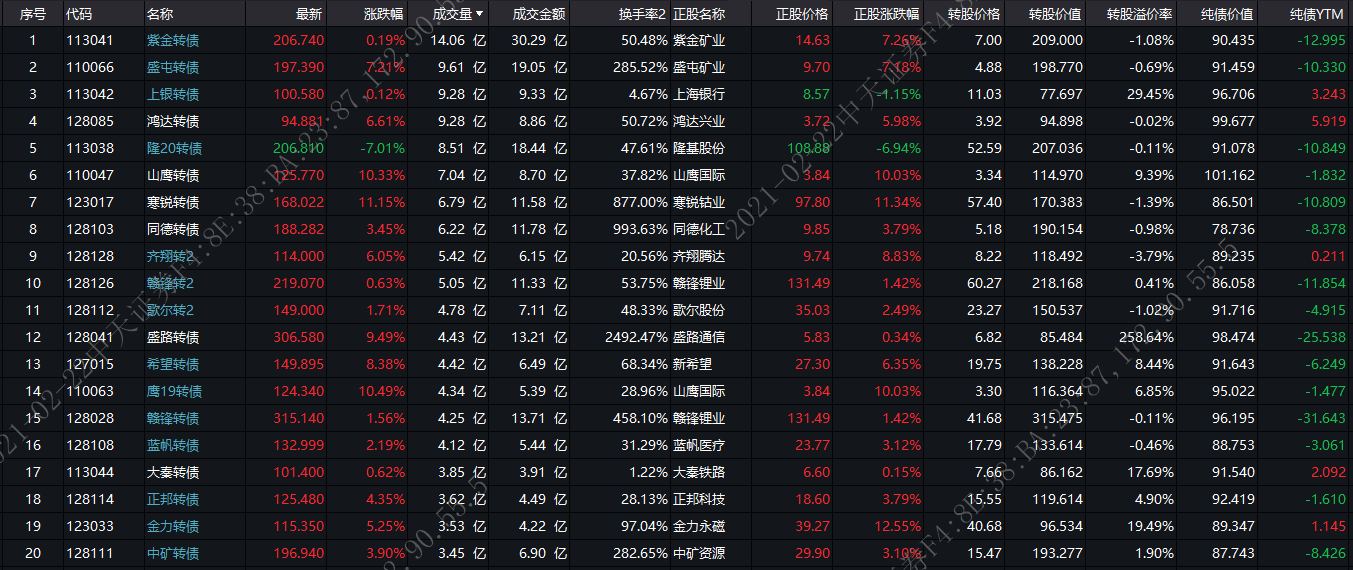 序号 代码 名称 最新 涨跌幅 成交量 成交金额 换手率2 正股名称 正股价格 正股涨跌幅 转股价格 转股价值 转股溢价率 纯债价值 纯债YTM
1 113041 紫金转债 206.740 0.19% 14.06 亿 30.29 亿 50.48% 紫金矿业 14.63 7.26% 7.00 209.000 -1.08% 90.435 -12.995
2 110066 盛屯转债 197.390 7.21% 9.61 亿 19.05 亿 285.52% 盛屯矿业 9.70 7.18% 4.88 198.770 -0.69% 91.459 -10.330
3 113042 上银转债 100.580 0.12% 9.28 亿 9.33 亿 4.67% 上海银行 8.57 -1.15% 11.03 77.697 29.45% 96.706 3.243
4 128085 鸿达转债 94.881 6.61% 9.28 亿 8.86 亿 50.72% 鸿达兴业 3.72 5.98% 3.92 94.898 -0.02% 99.677 5.919
5 113038 隆20转债 206.810 -7.01% 8.51 亿 18.44 亿 47.61% 隆基股份 108.88 -6.94% 52.59 207.036 -0.11% 91.078 -10.849
6 110047 山鹰转债 125.770 10.33% 7.04 亿 8.70 亿 37.82% 山鹰国际 3.84 10.03% 3.34 114.970 9.39% 101.162 -1.832
7 123017 寒锐转债 168.022 11.15% 6.79 亿 11.58 亿 877.00% 寒锐钴业 97.80 11.34% 57.40 170.383 -1.39% 86.501 -10.809
8 128103 同德转债 188.282 3.45% 6.22 亿 11.78 亿 993.63% 同德化工 9.85 3.79% 5.18 190.154 -0.98% 78.736 -8.378
9 128128 齐翔转2 114.000 6.05% 5.42 亿 6.15 亿 20.56% 齐翔腾达 9.74 8.83% 8.22 118.492 -3.79% 89.235 0.211
10 128126 赣锋转2 219.070 0.63% 5.05 亿 11.33 亿 53.75% 赣锋锂业 131.49 1.42% 60.27 218.168 0.41% 86.058 -11.854
11 128112 歌尔转2 149.000 1.71% 4.78 亿 7.11 亿 48.33% 歌尔股份 35.03 2.49% 23.27 150.537 -1.02% 91.716 -4.915
12 128041 盛路转债 306.580 9.49% 4.43 亿 13.21 亿 2492.47% 盛路通信 5.83 0.34% 6.82 85.484 258.64% 98.474 -25.538
13 127015 希望转债 149.895 8.38% 4.42 亿 6.49 亿 68.34% 新希望 27.30 6.35% 19.75 138.228 8.44% 91.643 -6.249
14 110063 鹰19转债 124.340 10.49% 4.34 亿 5.39 亿 28.96% 山鹰国际 3.84 10.03% 3.30 116.364 6.85% 95.022 -1.477
15 128028 赣锋转债 315.140 1.56% 4.25 亿 13.71 亿 458.10% 赣锋锂业 131.49 1.42% 41.68 315.475 -0.11% 96.195 -31.643
16 128108 蓝帆转债 132.999 2.19% 4.12 亿 5.44 亿 31.29% 蓝帆医疗 23.77 3.12% 17.79 133.614 -0.46% 88.753 -3.061
17 113044 大秦转债 101.400 0.62% 3.85 亿 3.91 亿 1.22% 大秦铁路 6.60 0.15% 7.66 86.162 17.69% 91.540 2.092
18 128114 正邦转债 125.480 4.35% 3.62 亿 4.49 亿 28.13% 正邦科技 18.60 3.79% 15.55 119.614 4.90% 92.419 -1.610
19 123033 金力转债 115.350 5.25% 3.53 亿 4.22 亿 97.04% 金力永磁 39.27 12.55% 40.68 96.534 19.49% 89.347 1.145
20 128111 中矿转债 196.940 3.90% 3.45 亿 6.90 亿 282.65% 中矿资源 29.90 3.10% 15.47 193.277 1.90% 87.743 -8.426